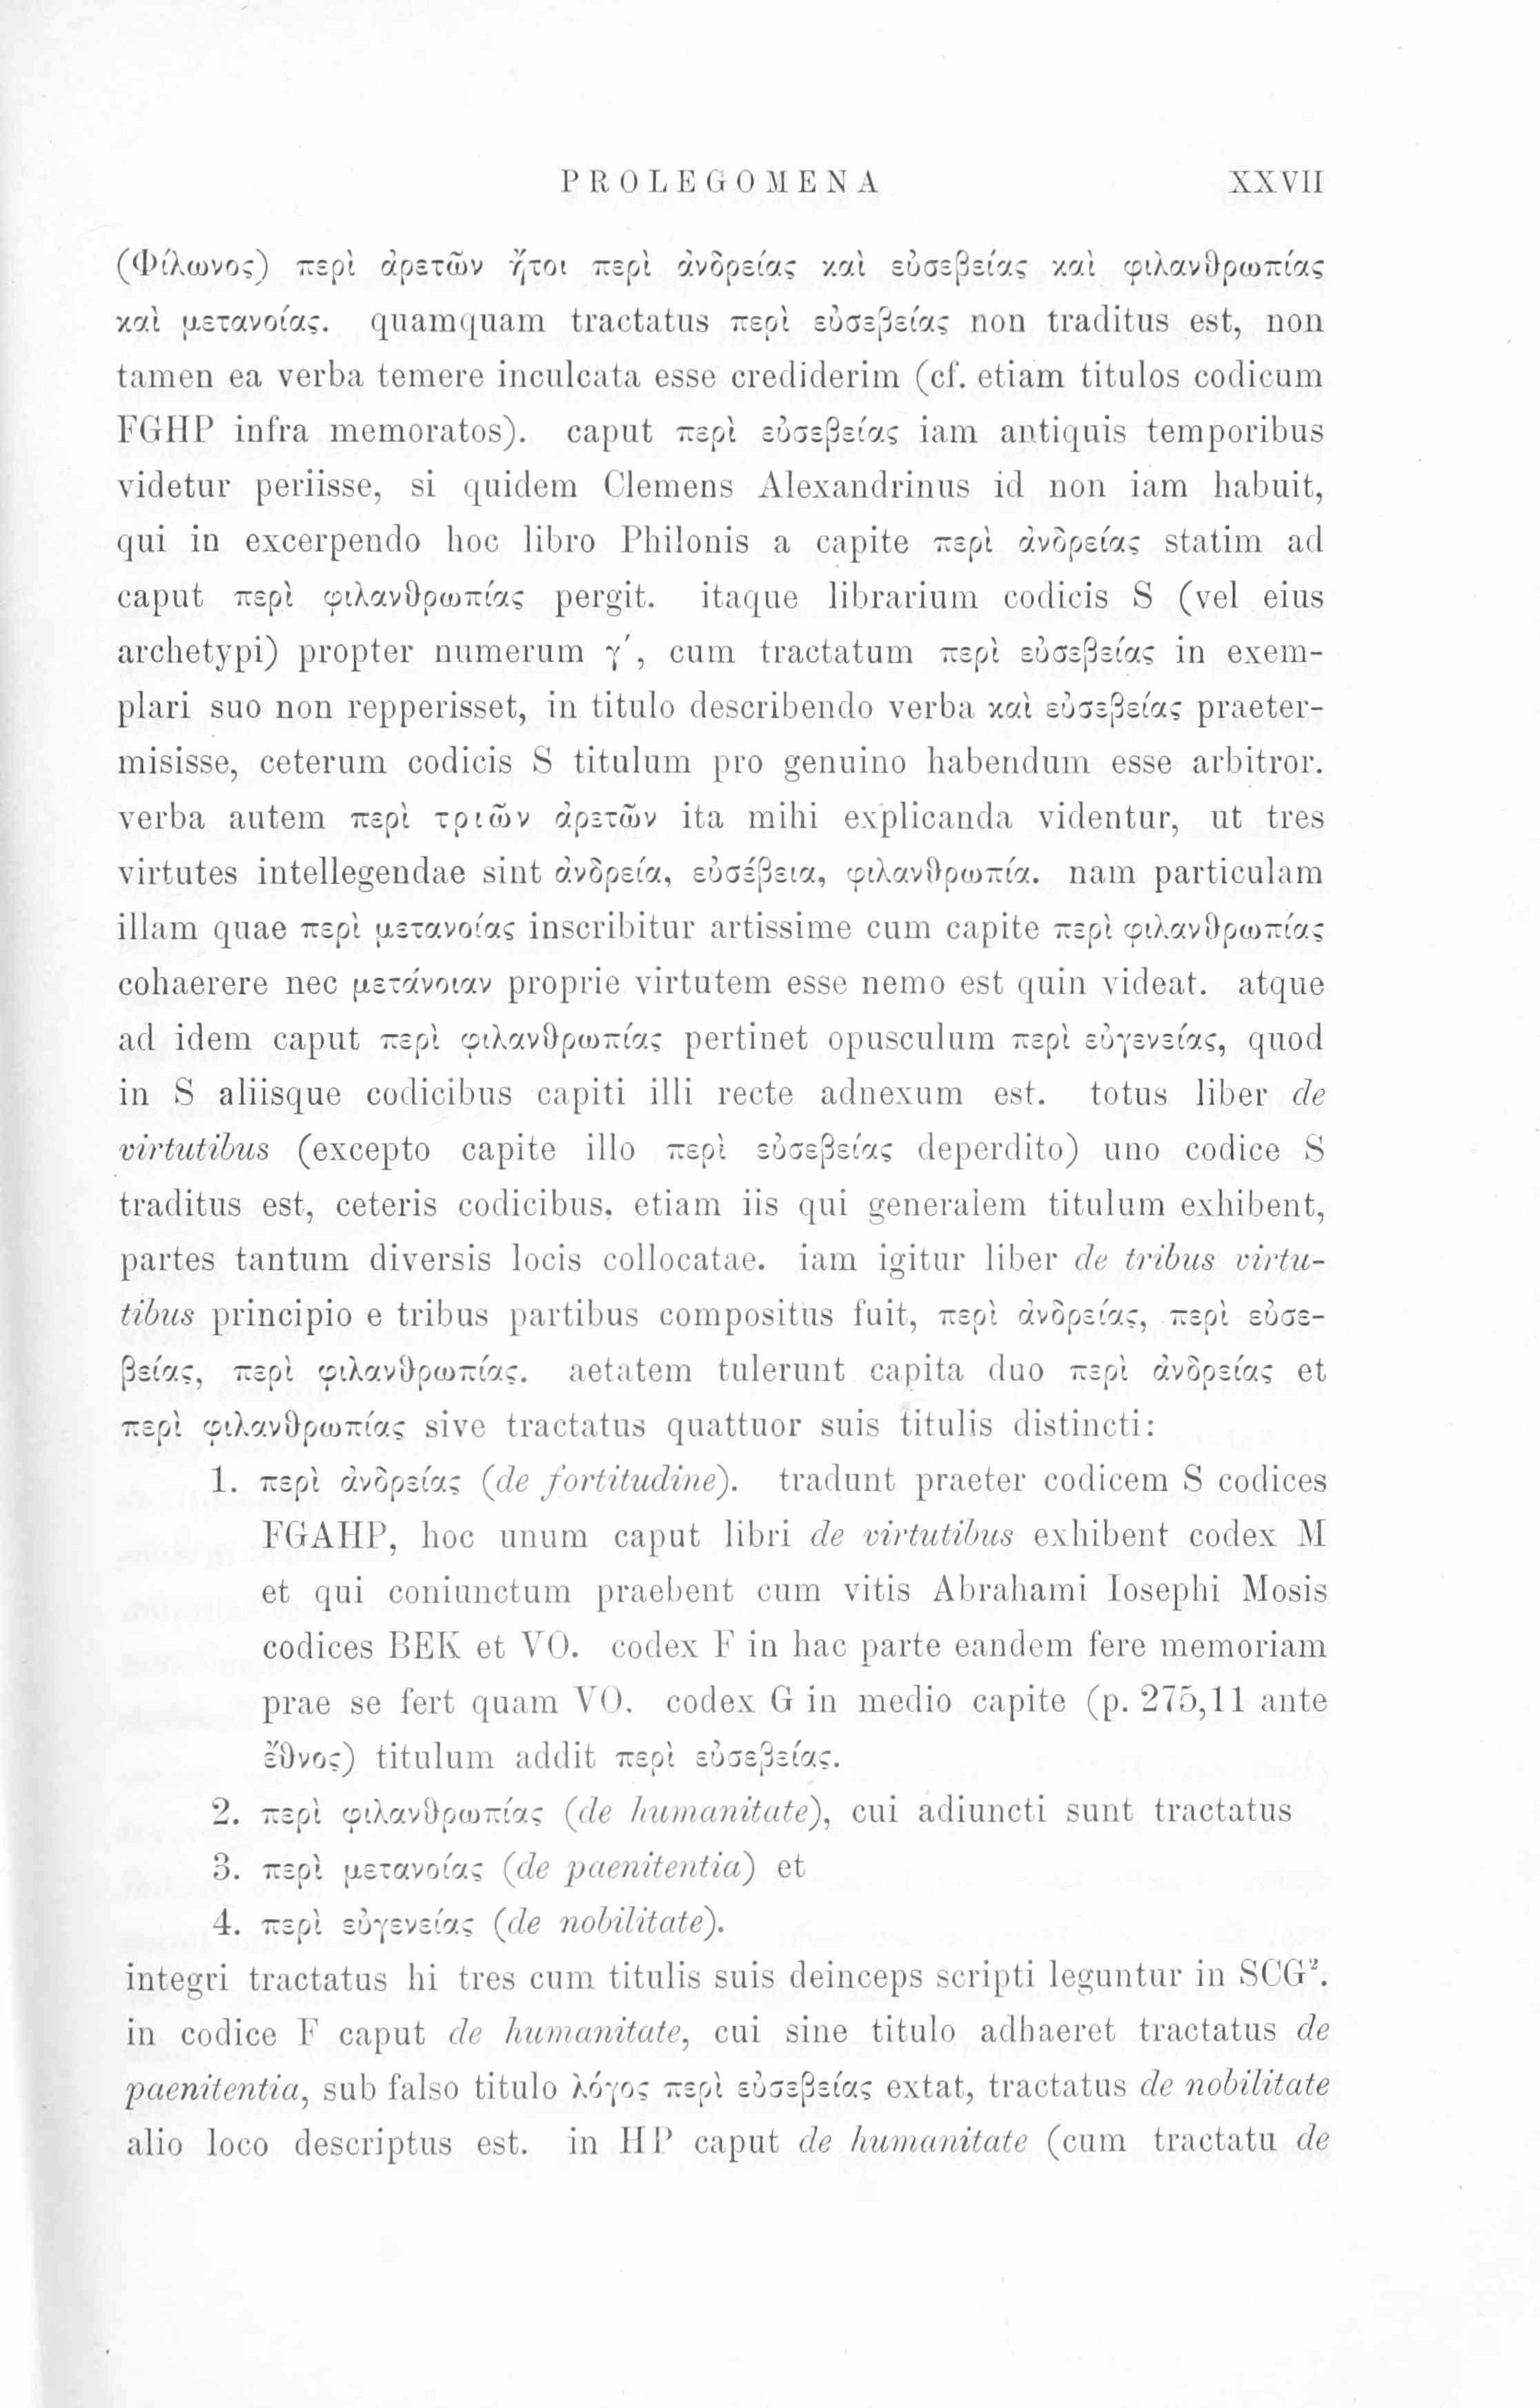 PROLEGOMENA XXVII
(Φίλωνος) περὶ ἀρετῶν ἤτοι περὶ ἀνδρείας καὶ εὐσεβείας καὶ φιλανθρωπίας
καὶ μετανοίας. quamquam tractatus περὶ εὐσεβείας non traditus est, non
tamen ea verba temere inculcata esse crediderim (cf. etiam titulos codicum
FGHP infra memoratos). caput περὶ εὐσεβείας iam antiquis temporibus
videtur periisse, si quidem Clemens Alexandrinus id non iam habuit,
qui in excerpendo hoc libro Philonis a capite περὶ ἀνδρείας statim ad
caput περὶ φιλανθρωπίας pergit. itaque librarium codicis S (vel eius
archetypi) propter numerum γ′, cum tractatum περὶ εὐσεβείας in exem-
plari suo non repperisset, in titulo describendo verba καὶ εὐσεβείας praeter-
misisse, ceterum codicis S titulum pro genuino habendum esse arbitror.
verba autem περὶ τριῶν ἀρετῶν ita mihi explicanda videntur, ut tres
virtutes intellegendae sint ἀνδρεία, εὐσέβεια, φιλανθρωπία. nam particulam
illam quae περὶ μετανοίας inscribitur artissime cum capite περὶ φιλανθρωπίας
cohaerere nec μετάνοιαν proprie virtutem esse nemo est quin videat. atque
ad idem caput περὶ φιλανθρωπίας pertinet opusculum περὶ εὐγενείας, quod
in S aliisque codicibus capiti illi recte adnexum est. totus liber de
virtutibus (excepto capite illo περὶ εὐσεβείας deperdito) uno codice S
traditus est, ceteris codicibus, etiam iis qui generalem titulum exhibent,
partes tantum diversis locis collocatae. iam igitur liber de tribus virtu-
tibus principio e tribus partibus compositus fuit, περὶ ἀνδρείας, περὶ εὐσε-
βείας, περὶ φιλανθρωπίας. aetatem tulerunt capita duo περὶ ἀνδρείας et
περὶ φιλανθρωπίας sive tractatus quattuor suis titulis distincti:
1. περὶ ἀνδρείας (de fortitudine). tradunt praeter codicem S codices
FGAHP, hoc unum caput libri de virtutibus exhibent codex M
et qui coniunctum praebent cum vitis Abrahami Iosephi Mosis
codices BEK et VO. codex F in hac parte eandem fere memoriam
prae se fert quam VO. codex G in medio capite (p. 275,11 ante
ἔθνος) titulum addit περὶ εὐσεβείας.
2. περὶ φιλανθρωπίας (de humanitate), cui adiuncti sunt tractatus
3. περὶ μετανοίας (de paenitentia) et
4. περὶ εὐγενείας (de nobilitate).
integri tractatus hi tres cum titulis suis deinceps scripti leguntur in SCG².
in codice F caput de humanitate, cui sine titulo adhaeret tractatus de
paenitentia, sub falso titulo λόγος περὶ εὐσεβείας extat, tractatus de nobilitate
alio loco descriptus est. in HP caput de humanitate (cum tractatu de